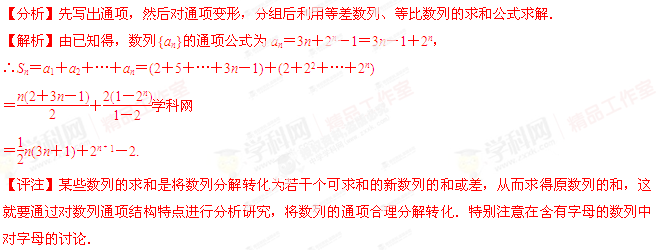 【分析】先写出通项，然后对通项变形，分组后利用等差数列、等比数列的求和公式求解．
【解析】由已知得，数列{aₙ}的通项公式为 aₙ=3n+2ⁿ-1=3n-1+2ⁿ，
∴Sₙ=a₁+a₂+⋯+aₙ=(2+5+⋯+3n-1)+(2+2²+⋯+2ⁿ)
=n(2+3n-1)/2+2(1-2ⁿ)/1-2学科网
=1/2n(3n+1)+2ⁿ⁺¹-2.
【评注】某些数列的求和是将数列分解转化为若干个可求和的新数列的和或差，从而求得原数列的和，这
就要通过对数列通项结构特点进行分析研究，将数列的通项合理分解转化．特别注意在含有字母的数列中
对字母的讨论．